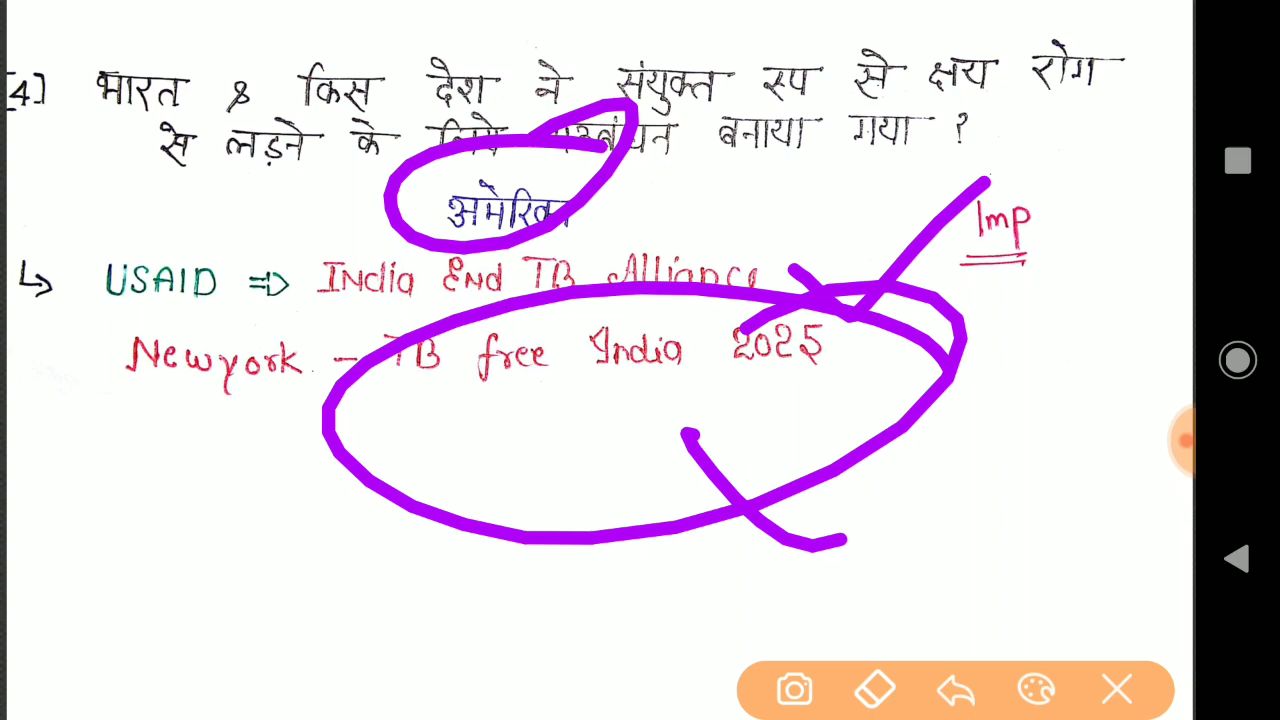 [4] भारत & किस देश ने संयुक्त रुप से क्षय रोग
से लड़ने के लिये गठबंधन बनाया गया ?
अमेरिका
Imp
↳ USAID ⇒ India End TB Alliance
Newyork - TB free India 2025